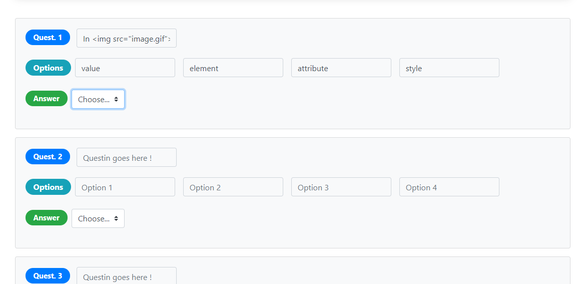 Quest. 1 In <img src="image.gif">
Options value element attribute style
Answer Choose...
Quest. 2 Questin goes here !
Options Option 1 Option 2 Option 3 Option 4
Answer Choose...
Quest. 3 Questin goes here !